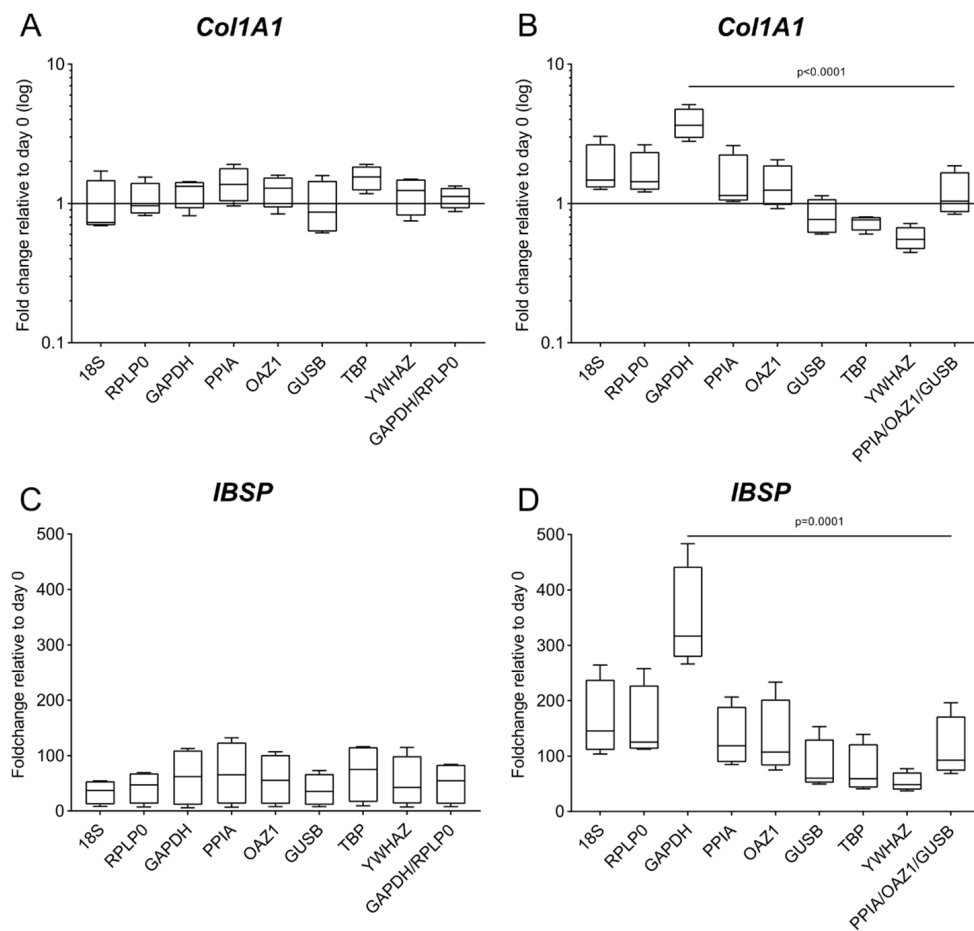 A
Col1A1
Fold change relative to day 0 (log)
10
1
0.1
18S
RPLP0
GAPDH
PPIA
OAZ1
GUSB
TBP
YWHAZ
GAPDH/RPLP0
B
Col1A1
Fold change relative to day 0 (log)
10
1
0.1
p<0.0001
18S
RPLP0
GAPDH
PPIA
OAZ1
GUSB
TBP
YWHAZ
PPIA/OAZ1/GUSB
C
IBSP
Foldchange relative to day 0
500
400
300
200
100
0
18S
RPLP0
GAPDH
PPIA
OAZ1
GUSB
TBP
YWHAZ
GAPDH/RPLP0
D
IBSP
Foldchange relative to day 0
500
400
300
200
100
0
p=0.0001
18S
RPLP0
GAPDH
PPIA
OAZ1
GUSB
TBP
YWHAZ
PPIA/OAZ1/GUSB